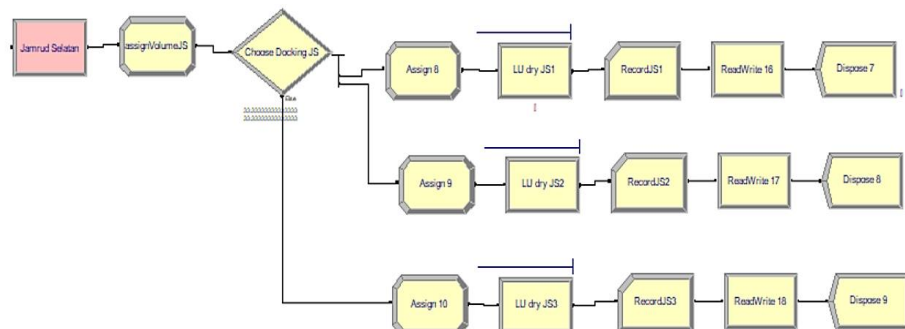 Jamrud Selatan
assignVolumeJS
Choose Docking JS
Else
Assign 8
LU dry JS1
RecordJS1
ReadWrite 16
Dispose 7
Assign 9
LU dry JS2
RecordJS2
ReadWrite 17
Dispose 8
Assign 10
LU dry JS3
RecordJS3
ReadWrite 18
Dispose 9